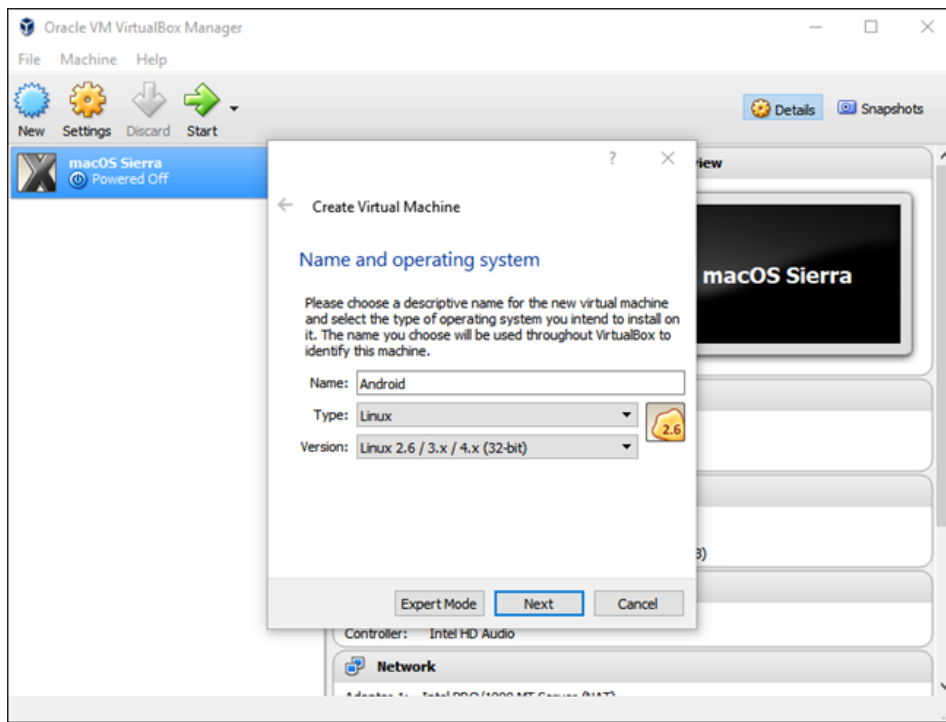 Oracle VM VirtualBox Manager
File Machine Help
New Settings Discard Start
Details Snapshots
macOS Sierra
Powered Off
macOS Sierra
Create Virtual Machine
Name and operating system
Please choose a descriptive name for the new virtual machine
and select the type of operating system you intend to install on
it. The name you choose will be used throughout VirtualBox to
identify this machine.
Name: Android
Type: Linux
2.6
Version: Linux 2.6 / 3.x / 4.x (32-bit)
Expert Mode Next Cancel
Controller: Intel HD Audio
Network